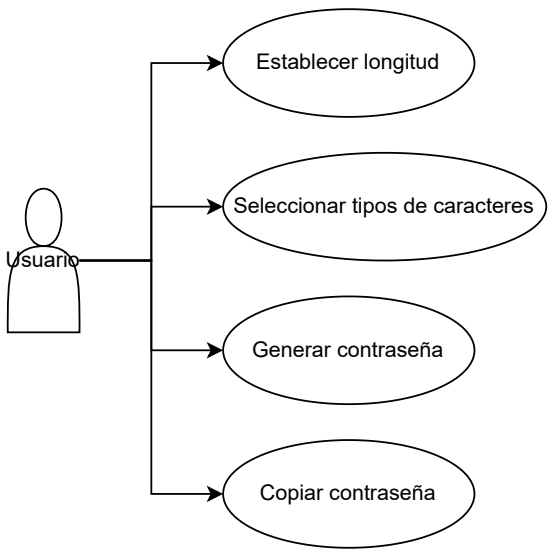 Establecer longitud
Seleccionar tipos de caracteres
Usuario
Generar contraseña
Copiar contraseña